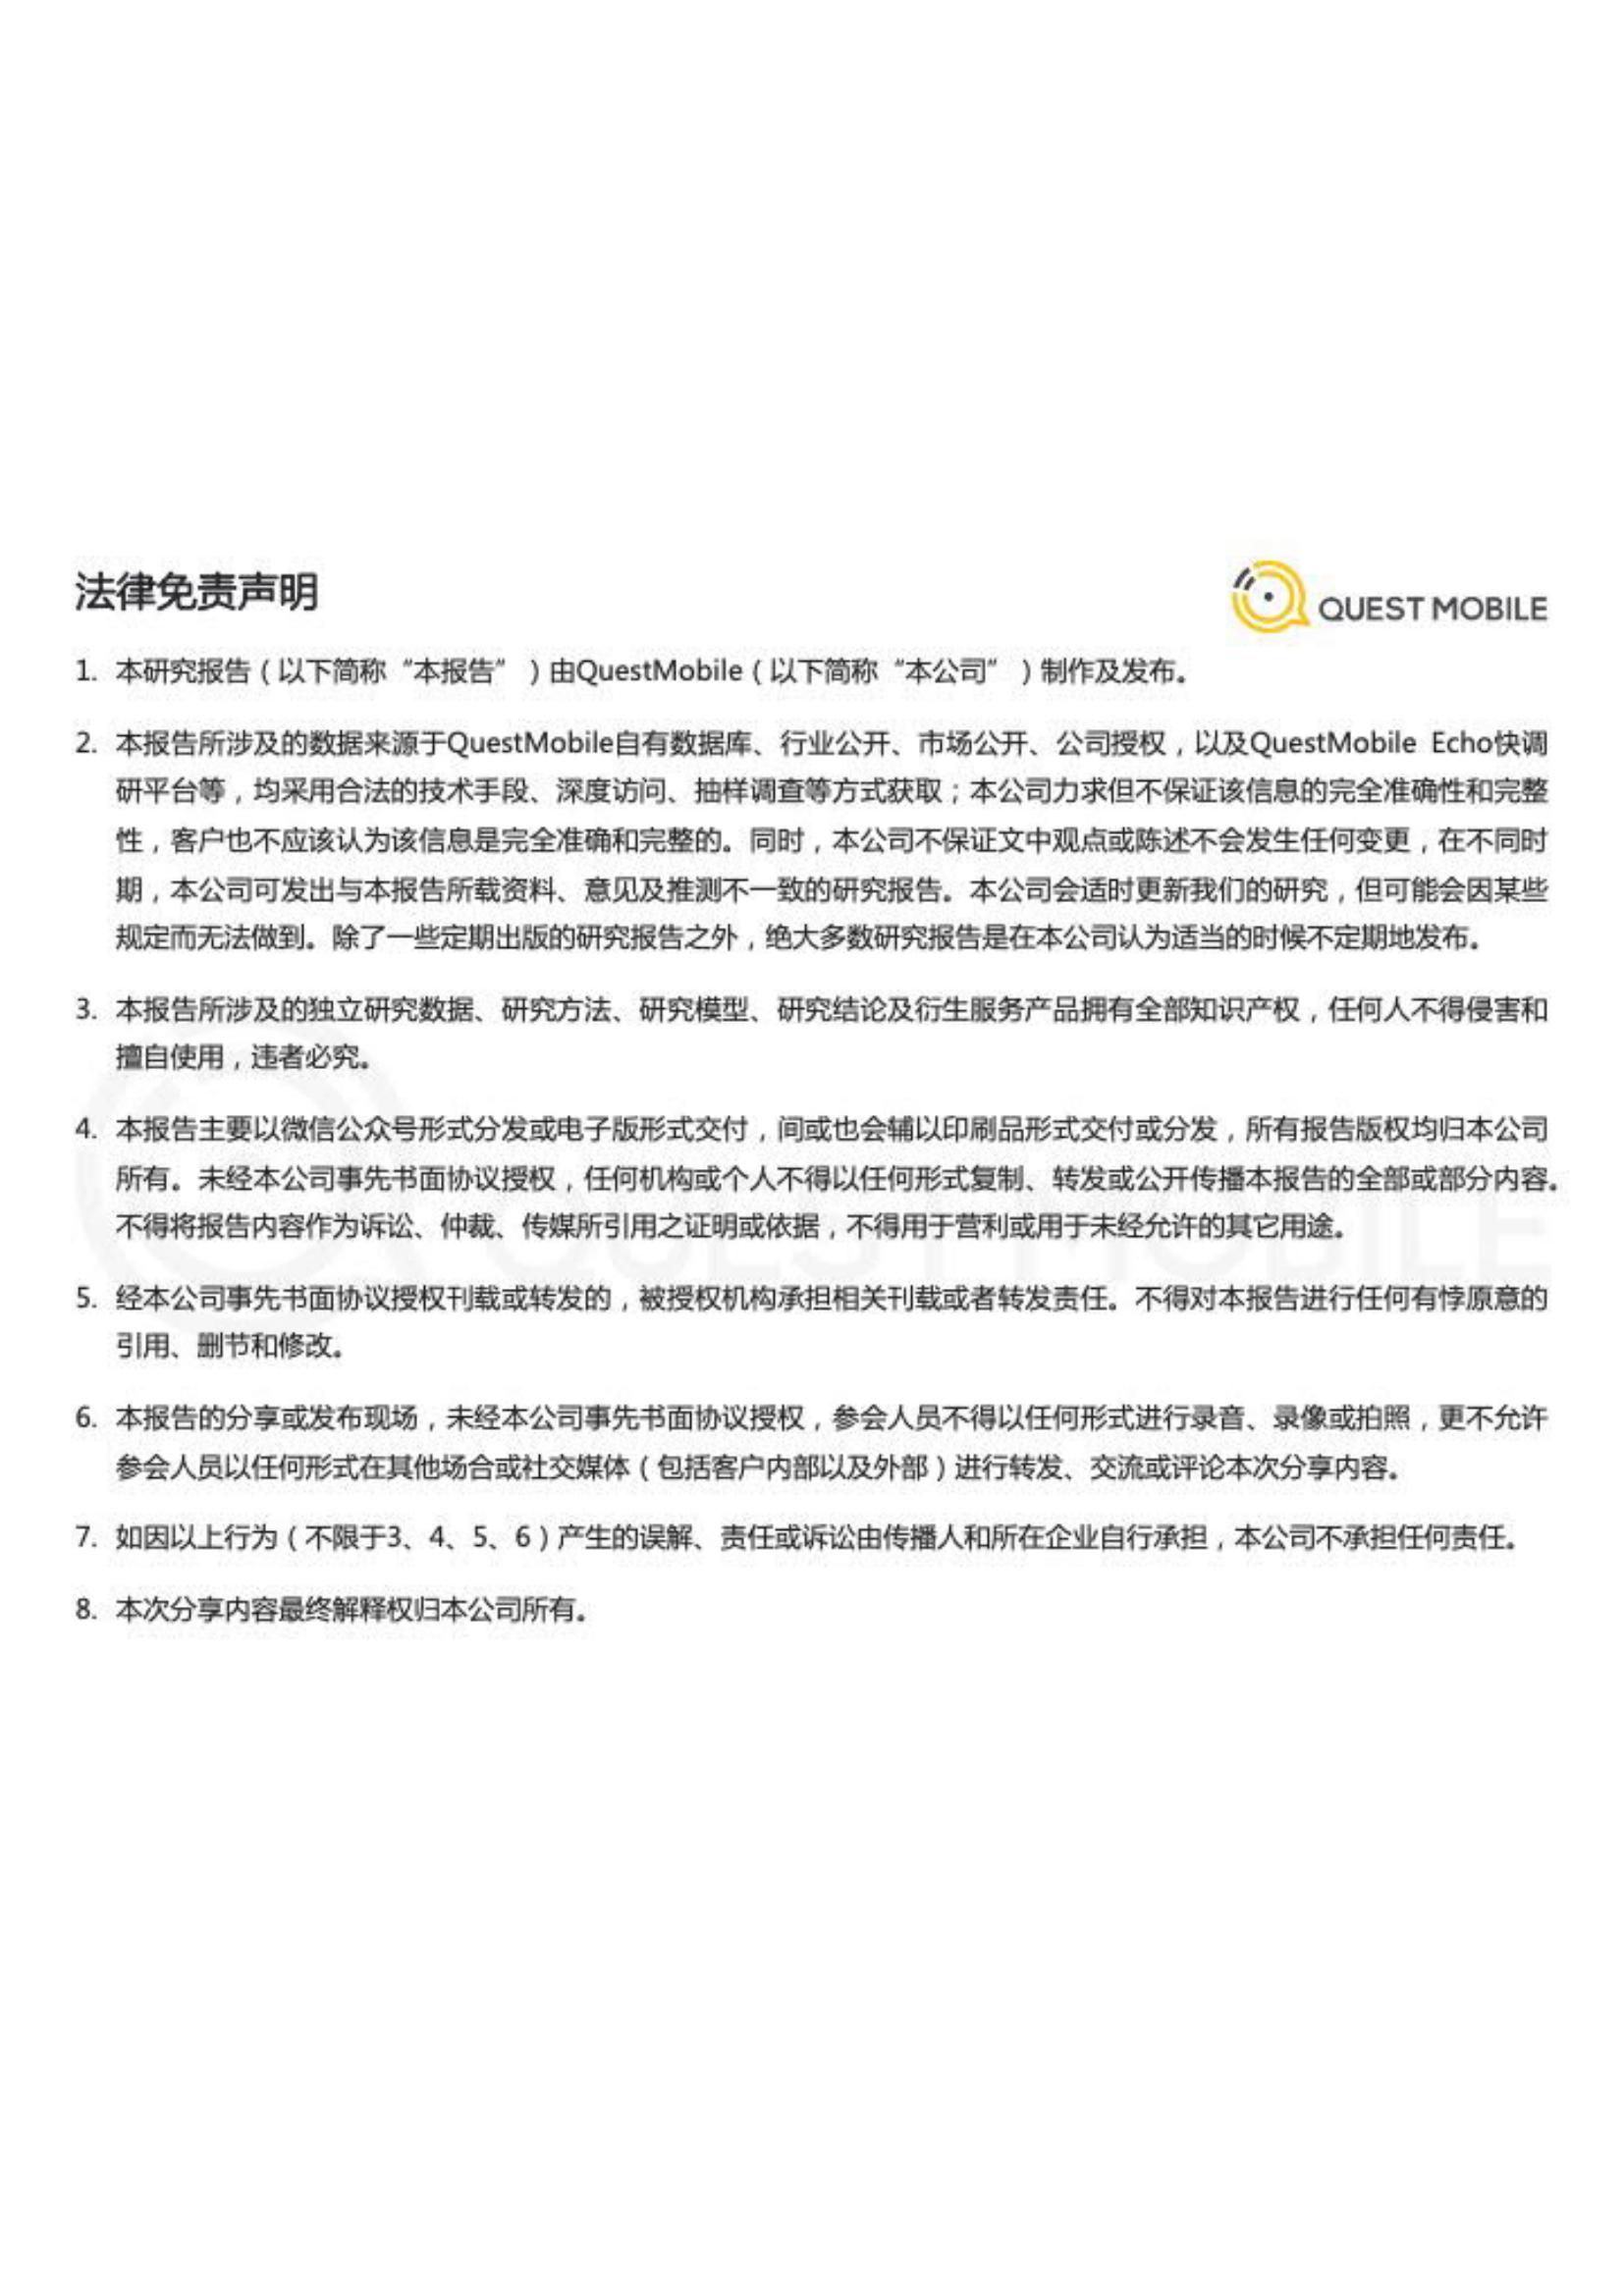 法律免责声明
QUEST MOBILE
1. 本研究报告（以下简称“本报告”）由QuestMobile（以下简称“本公司”）制作及发布。
2. 本报告所涉及的数据来源于QuestMobile自有数据库、行业公开、市场公开、公司授权，以及QuestMobile Echo快调
研平台等，均采用合法的技术手段、深度访问、抽样调查等方式获取；本公司力求但不保证该信息的完全准确性和完整
性，客户也不应该认为该信息是完全准确和完整的。同时，本公司不保证文中观点或陈述不会发生任何变更，在不同时
期，本公司可发出与本报告所载资料、意见及推测不一致的研究报告。本公司会适时更新我们的研究，但可能会因某些
规定而无法做到。除了一些定期出版的研究报告之外，绝大多数研究报告是在本公司认为适当的时候不定期地发布。
3. 本报告所涉及的独立研究数据、研究方法、研究模型、研究结论及衍生服务产品拥有全部知识产权，任何人不得侵害和
擅自使用，违者必究。
4. 本报告主要以微信公众号形式分发或电子版形式交付，间或也会辅以印刷品形式交付或分发，所有报告版权均归本公司
所有。未经本公司事先书面协议授权，任何机构或个人不得以任何形式复制、转发或公开传播本报告的全部或部分内容。
不得将报告内容作为诉讼、仲裁、传媒所引用之证明或依据，不得用于营利或用于未经允许的其它用途。
5. 经本公司事先书面协议授权刊载或转发的，被授权机构承担相关刊载或者转发责任。不得对本报告进行任何有悖原意的
引用、删节和修改。
6. 本报告的分享或发布现场，未经本公司事先书面协议授权，参会人员不得以任何形式进行录音、录像或拍照，更不允许
参会人员以任何形式在其他场合或社交媒体（包括客户内部以及外部）进行转发、交流或评论本次分享内容。
7. 如因以上行为（不限于3、4、5、6）产生的误解、责任或诉讼由传播人和所在企业自行承担，本公司不承担任何责任。
8. 本次分享内容最终解释权归本公司所有。
QUEST MOBILE